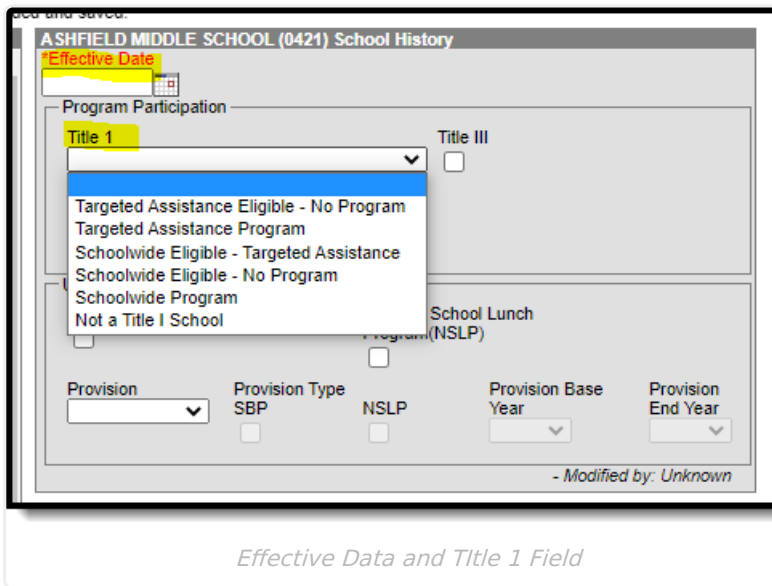 ded and saved.
ASHFIELD MIDDLE SCHOOL (0421) School History
*Effective Date
Program Participation
Title 1
Title III
Targeted Assistance Eligible - No Program
Targeted Assistance Program
Schoolwide Eligible - Targeted Assistance
Schoolwide Eligible - No Program
Schoolwide Program
Not a Title I School
School Lunch
Program(NSLP)
Provision
Provision Type
SBP
NSLP
Provision Base
Year
Provision
End Year
- Modified by: Unknown
Effective Data and TItle 1 Field